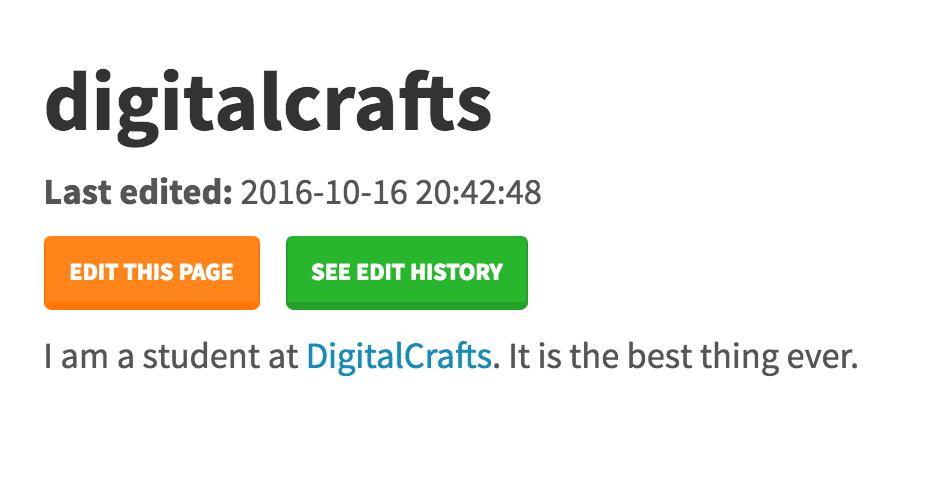 digitalcrafts
Last edited: 2016-10-16 20:42:48
EDIT THIS PAGE SEE EDIT HISTORY
I am a student at DigitalCrafts. It is the best thing ever.